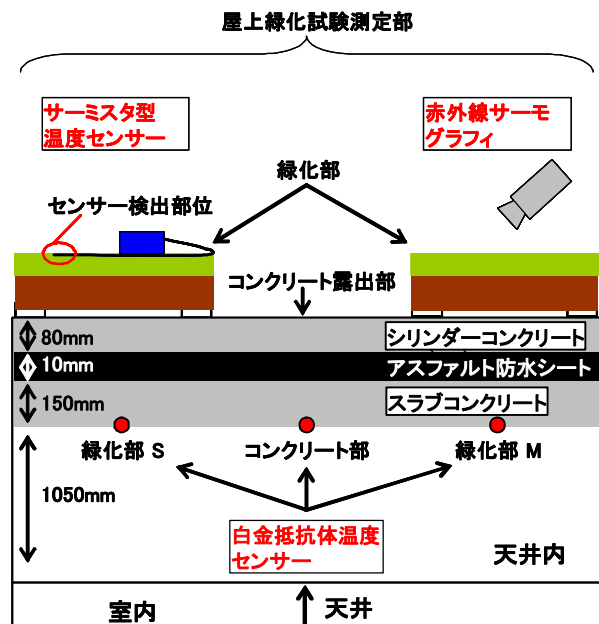 屋上緑化試験測定部
サーミスタ型
温度センサー
赤外線サーモ
グラフィ
緑化部
センサー検出部位
コンクリート露出部
80mm
シリンダーコンクリート
10mm
アスファルト防水シート
150mm
スラブコンクリート
緑化部 S
コンクリート部
緑化部 M
1050mm
白金抵抗体温度
センサー
天井内
室内
天井